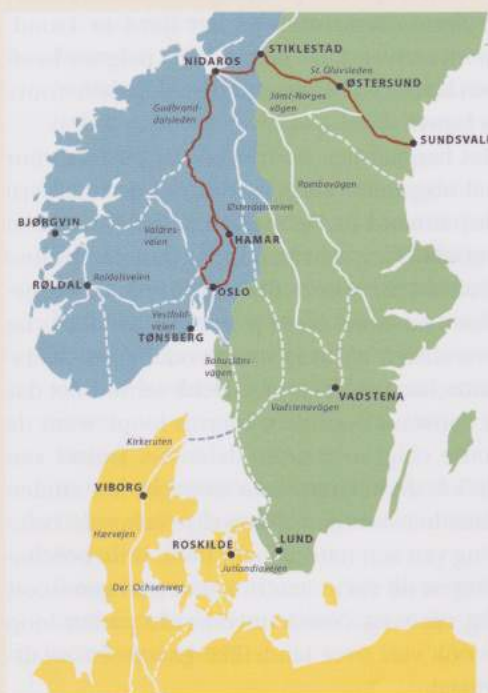 STIKLESTAD
NIDAROS
St. Olavsleden
ØSTERSUND
Gudbrand-
dalsleden
Jämt-Norges
vägen
SUNDSVALL
Rombovägen
Østerdalsveien
BJØRGVIN
Valdres-
veien
HAMAR
RØLDAL
Røldalsveien
OSLO
Vestfold-
veien
TØNSBERG
Bohusläns-
vägen
VADSTENA
Vadstenavägen
Kirkeruten
VIBORG
Hærvejen
ROSKILDE
LUND
Jutlandiaveien
Der Ochsenweg